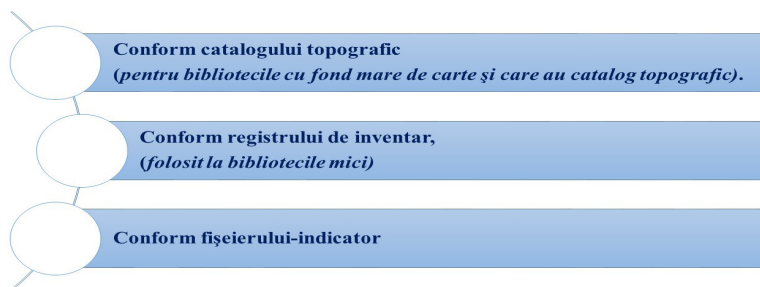 Conform catalogului topografic
(pentru bibliotecile cu fond mare de carte şi care au catalog topografic).
Conform registrului de inventar,
(folosit la bibliotecile mici)
Conform fişeierului-indicator